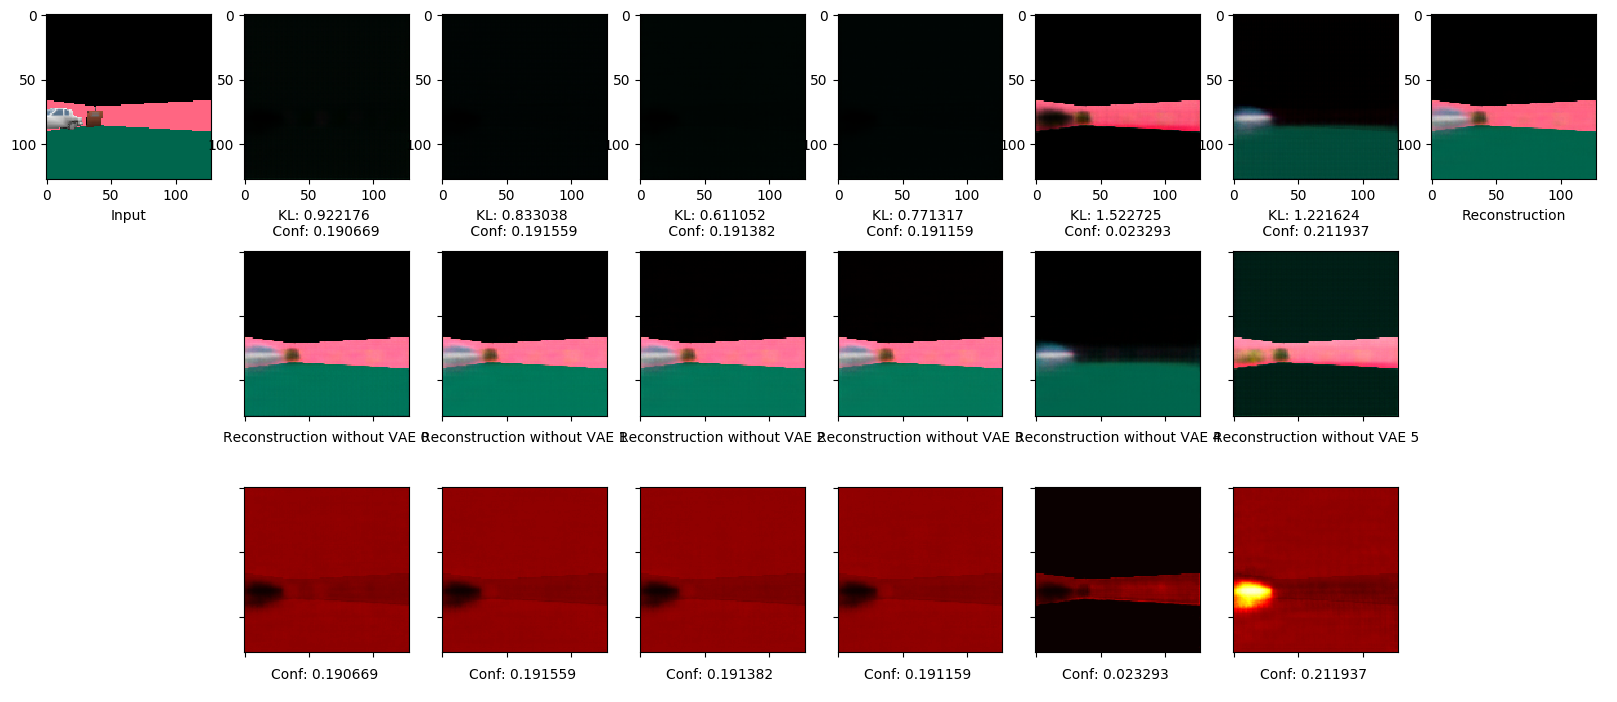 0
0
0
0
0
0
0
0
50
50
50
50
50
50
50
50
100
100
100
100
100
100
100
100
0 50 100
0 50 100
0 50 100
0 50 100
0 50 100
0 50 100
0 50 100
0 50 100
Input
KL: 0.922176
Conf: 0.190669
KL: 0.833038
Conf: 0.191559
KL: 0.611052
Conf: 0.191382
KL: 0.771317
Conf: 0.191159
KL: 1.522725
Conf: 0.023293
KL: 1.221624
Conf: 0.211937
Reconstruction
Reconstruction without VAE 0
Reconstruction without VAE 1
Reconstruction without VAE 2
Reconstruction without VAE 3
Reconstruction without VAE 4
Reconstruction without VAE 5
Conf: 0.190669
Conf: 0.191559
Conf: 0.191382
Conf: 0.191159
Conf: 0.023293
Conf: 0.211937